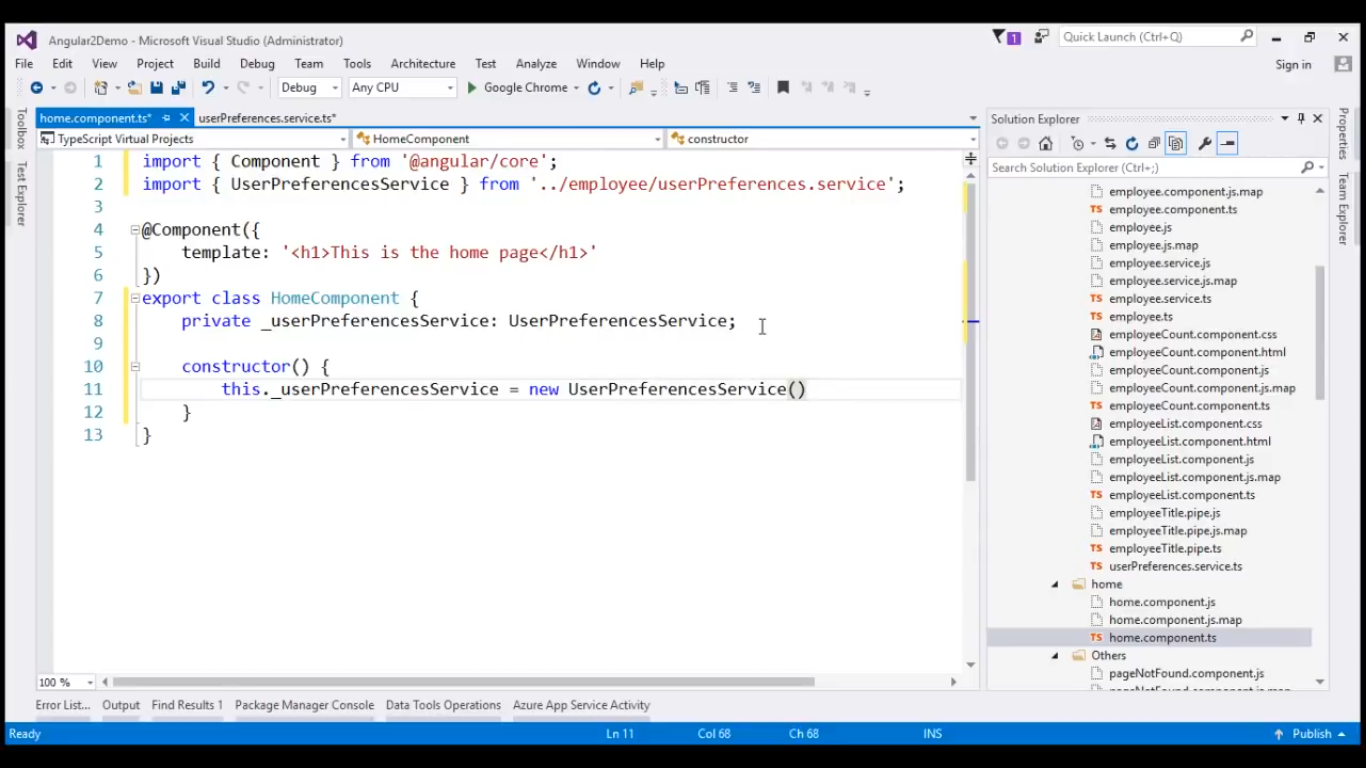 Angular2Demo - Microsoft Visual Studio (Administrator)
1
Quick Launch (Ctrl+Q)
File Edit View Project Build Debug Team Tools Architecture Test Analyze Window Help
Sign in
Debug Any CPU Google Chrome
Toolbox
Test Explorer
home.component.ts* userPreferences.service.ts*
TypeScript Virtual Projects HomeComponent constructor
1 import { Component } from '@angular/core';
2 import { UserPreferencesService } from '../employee/userPreferences.service';
3
4 @Component({
5 template: '<h1>This is the home page</h1>'
6 })
7 export class HomeComponent {
8 private _userPreferencesService: UserPreferencesService;
9
10 constructor() {
11 this._userPreferencesService = new UserPreferencesService()
12 }
13 }
100 %
Solution Explorer
Search Solution Explorer (Ctrl+;)
employee.component.js.map
TS employee.component.ts
employee.js
employee.js.map
employee.service.js
employee.service.js.map
TS employee.service.ts
TS employee.ts
employeeCount.component.css
employeeCount.component.html
employeeCount.component.js
employeeCount.component.js.map
TS employeeCount.component.ts
employeeList.component.css
employeeList.component.html
employeeList.component.js
employeeList.component.js.map
TS employeeList.component.ts
employeeTitle.pipe.js
employeeTitle.pipe.js.map
TS employeeTitle.pipe.ts
TS userPreferences.service.ts
home
home.component.js
home.component.js.map
TS home.component.ts
Others
pageNotFound.component.js
Properties
Team Explorer
Error List... Output Find Results 1 Package Manager Console Data Tools Operations Azure App Service Activity
Ready Ln 11 Col 68 Ch 68 INS Publish